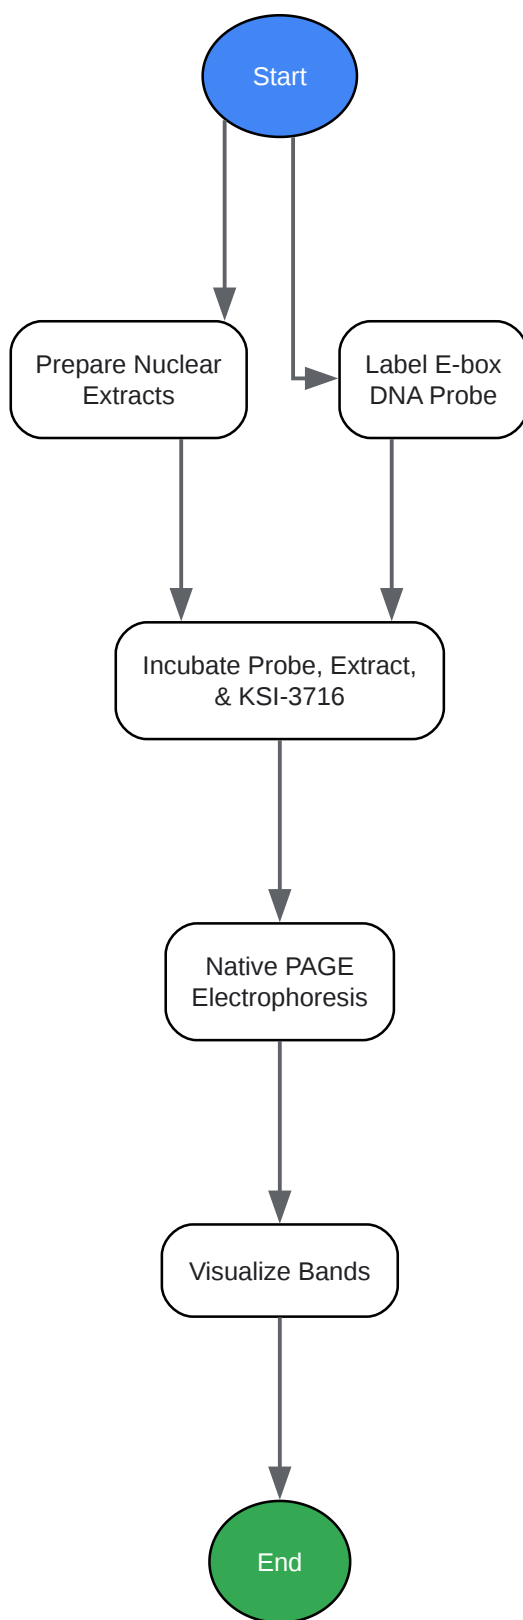 Start
Prepare Nuclear
Extracts
Label E-box
DNA Probe
Incubate Probe, Extract,
& KSI-3716
Native PAGE
Electrophoresis
Visualize Bands
End